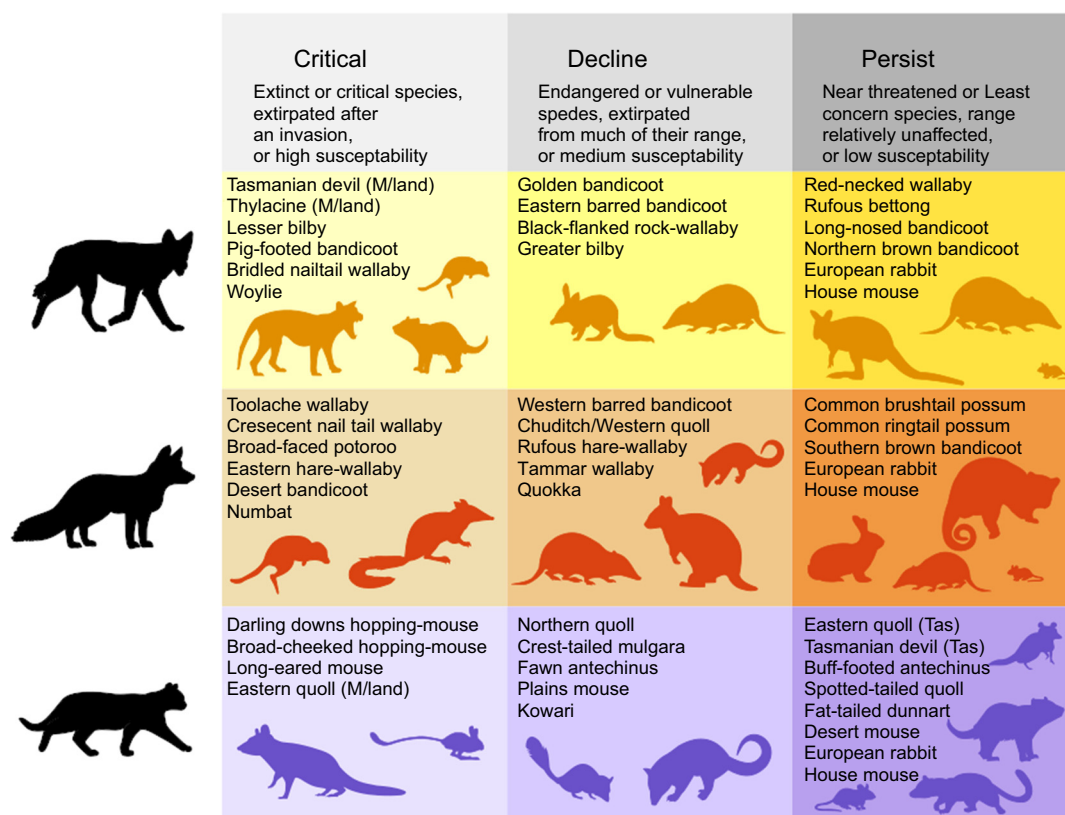 Critical
Extinct or critical species,
extirpated after
an invasion,
or high susceptability
Decline
Endangered or vulnerable
spedes, extirpated
from much of their range,
or medium susceptability
Persist
Near threatened or Least
concern species, range
relatively unaffected,
or low susceptability
Tasmanian devil (M/land)
Thylacine (M/land)
Lesser bilby
Pig-footed bandicoot
Bridled nailtail wallaby
Woylie
Golden bandicoot
Eastern barred bandicoot
Black-flanked rock-wallaby
Greater bilby
Red-necked wallaby
Rufous bettong
Long-nosed bandicoot
Northern brown bandicoot
European rabbit
House mouse
Toolache wallaby
Cresecent nail tail wallaby
Broad-faced potoroo
Eastern hare-wallaby
Desert bandicoot
Numbat
Western barred bandicoot
Chuditch/Western quoll
Rufous hare-wallaby
Tammar wallaby
Quokka
Common brushtail possum
Common ringtail possum
Southern brown bandicoot
European rabbit
House mouse
Darling downs hopping-mouse
Broad-cheeked hopping-mouse
Long-eared mouse
Eastern quoll (M/land)
Northern quoll
Crest-tailed mulgara
Fawn antechinus
Plains mouse
Kowari
Eastern quoll (Tas)
Tasmanian devil (Tas)
Buff-footed antechinus
Spotted-tailed quoll
Fat-tailed dunnart
Desert mouse
European rabbit
House mouse